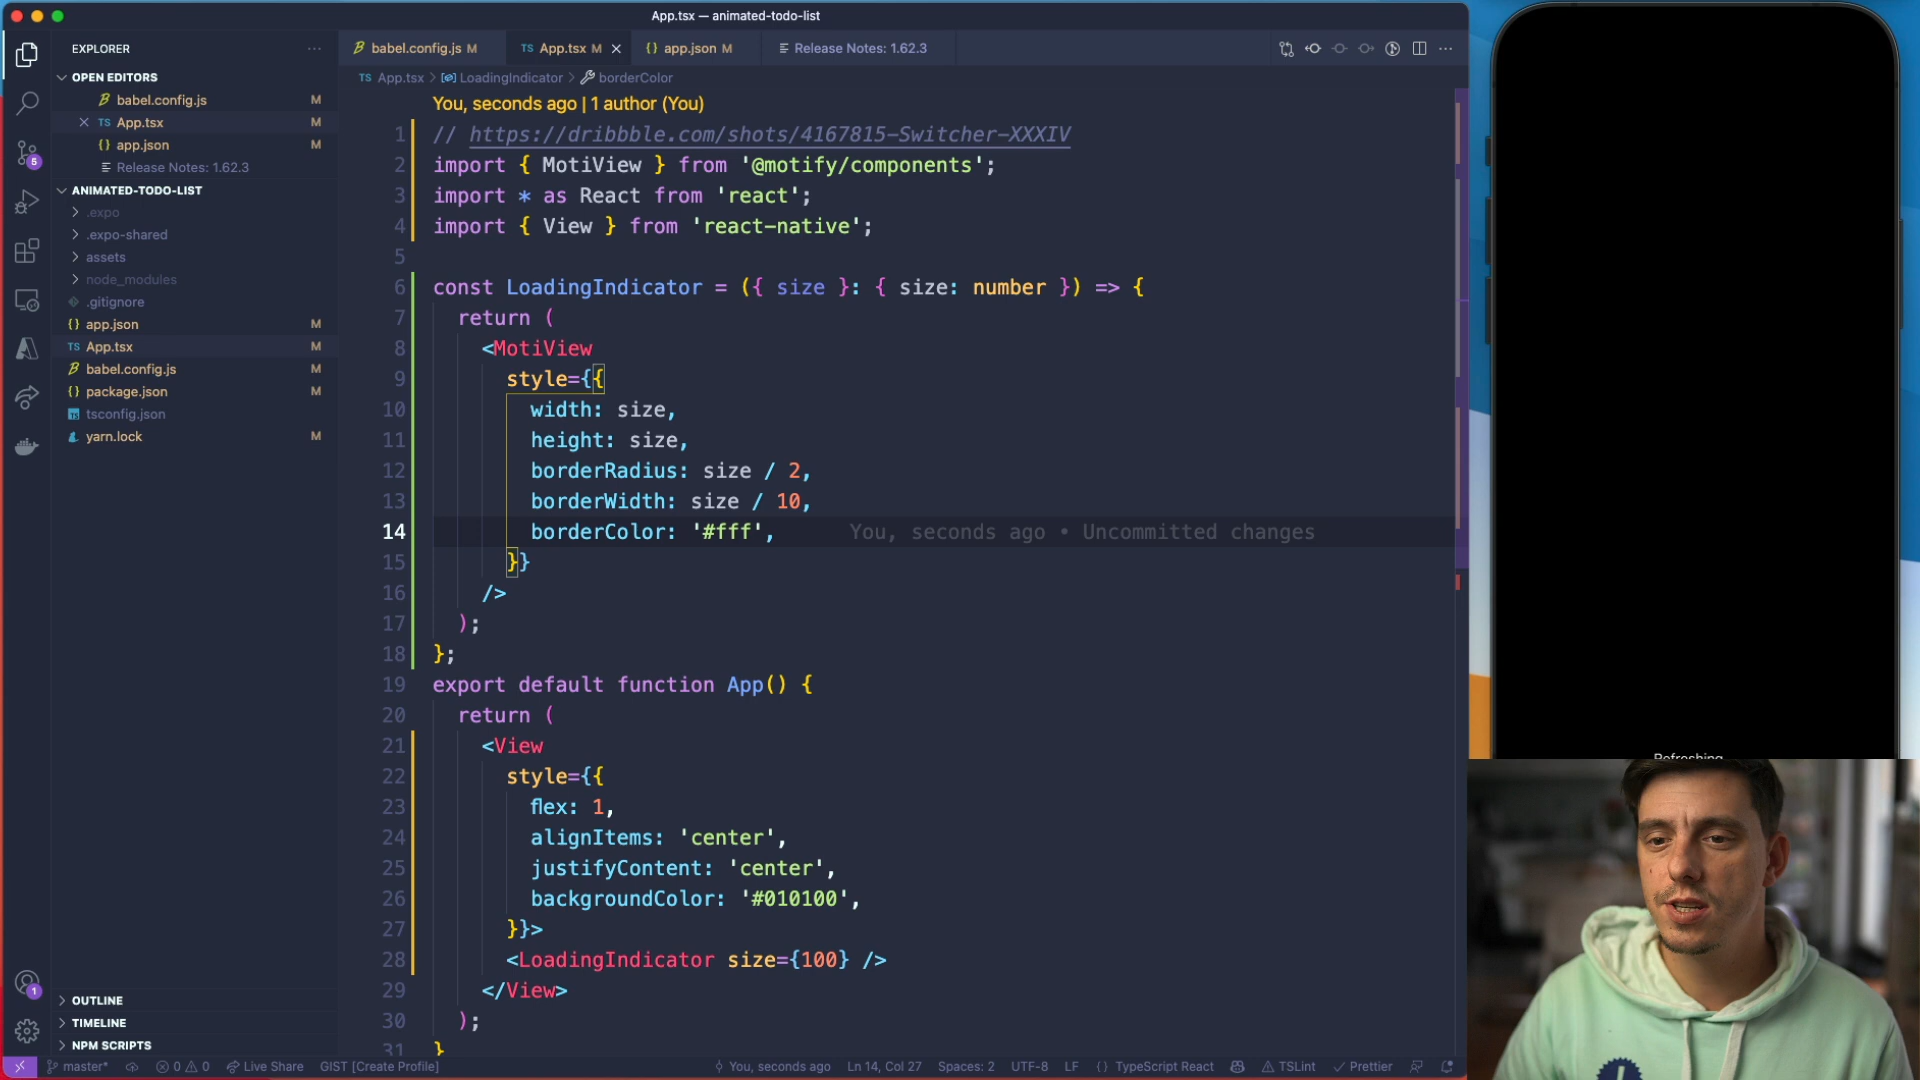 App.tsx — animated-todo-list
EXPLORER
babel.config.js M
TS App.tsx M
{} app.json M
Release Notes: 1.62.3
OPEN EDITORS
babel.config.js M
TS App.tsx M
{} app.json M
Release Notes: 1.62.3
ANIMATED-TODO-LIST
.expo
.expo-shared
assets
node_modules
.gitignore
{} app.json M
TS App.tsx M
babel.config.js M
{} package.json M
TS tsconfig.json
yarn.lock M
OUTLINE
TIMELINE
NPM SCRIPTS
5
1
TS App.tsx > LoadingIndicator > borderColor
You, seconds ago | 1 author (You)
1 // https://dribbble.com/shots/4167815-Switcher-XXXIV
2 import { MotiView } from '@motify/components';
3 import * as React from 'react';
4 import { View } from 'react-native';
5
6 const LoadingIndicator = ({ size }: { size: number }) => {
7 return (
8 <MotiView
9 style={{
10 width: size,
11 height: size,
12 borderRadius: size / 2,
13 borderWidth: size / 10,
14 borderColor: '#fff', You, seconds ago • Uncommitted changes
15 }}
16 />
17 );
18 };
19 export default function App() {
20 return (
21 <View
22 style={{
23 flex: 1,
24 alignItems: 'center',
25 justifyContent: 'center',
26 backgroundColor: '#010100',
27 }}>
28 <LoadingIndicator size={100} />
29 </View>
30 );
31 }
master* 0 0 Live Share GIST [Create Profile] You, seconds ago Ln 14, Col 27 Spaces: 2 UTF-8 LF {} TypeScript React TSLint Prettier
Refreshing